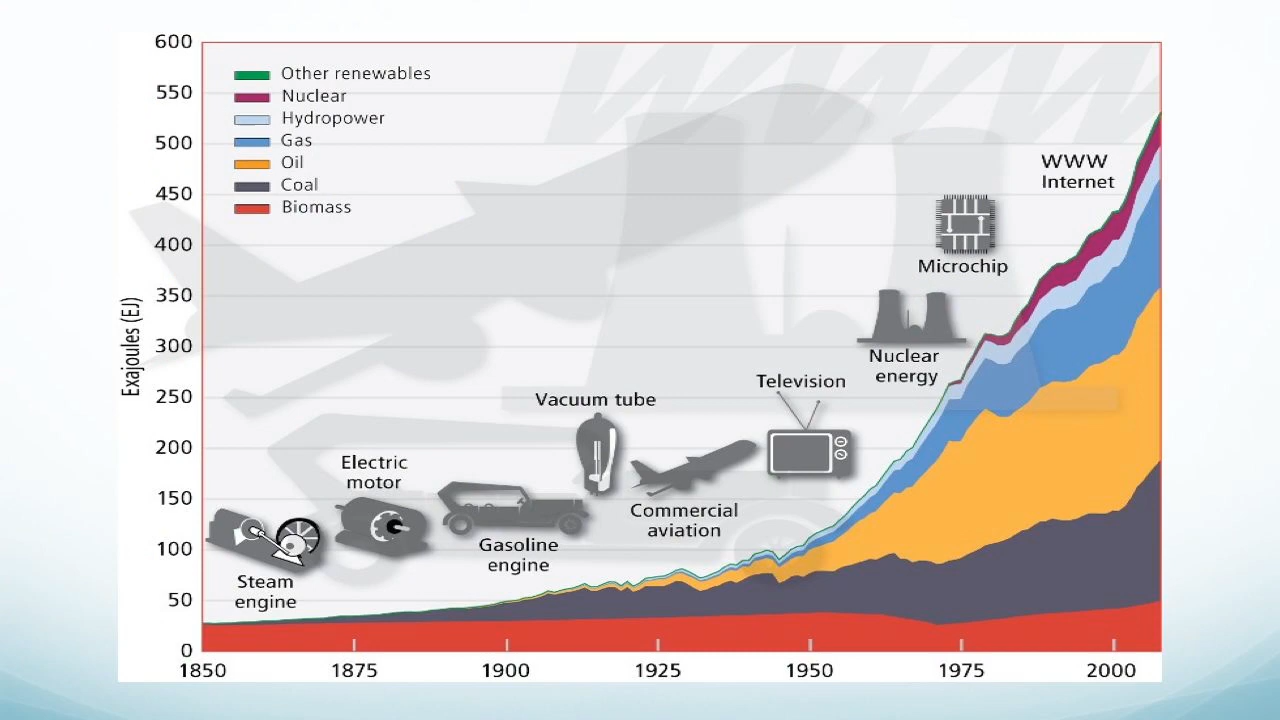 600
550
500
450
400
350
300
250
200
150
100
50
0
Exajoules (EJ)
Other renewables
Nuclear
Hydropower
Gas
Oil
Coal
Biomass
WWW
Internet
Microchip
Nuclear
energy
Television
Vacuum tube
Commercial
aviation
Electric
motor
Gasoline
engine
Steam
engine
1850 1875 1900 1925 1950 1975 2000